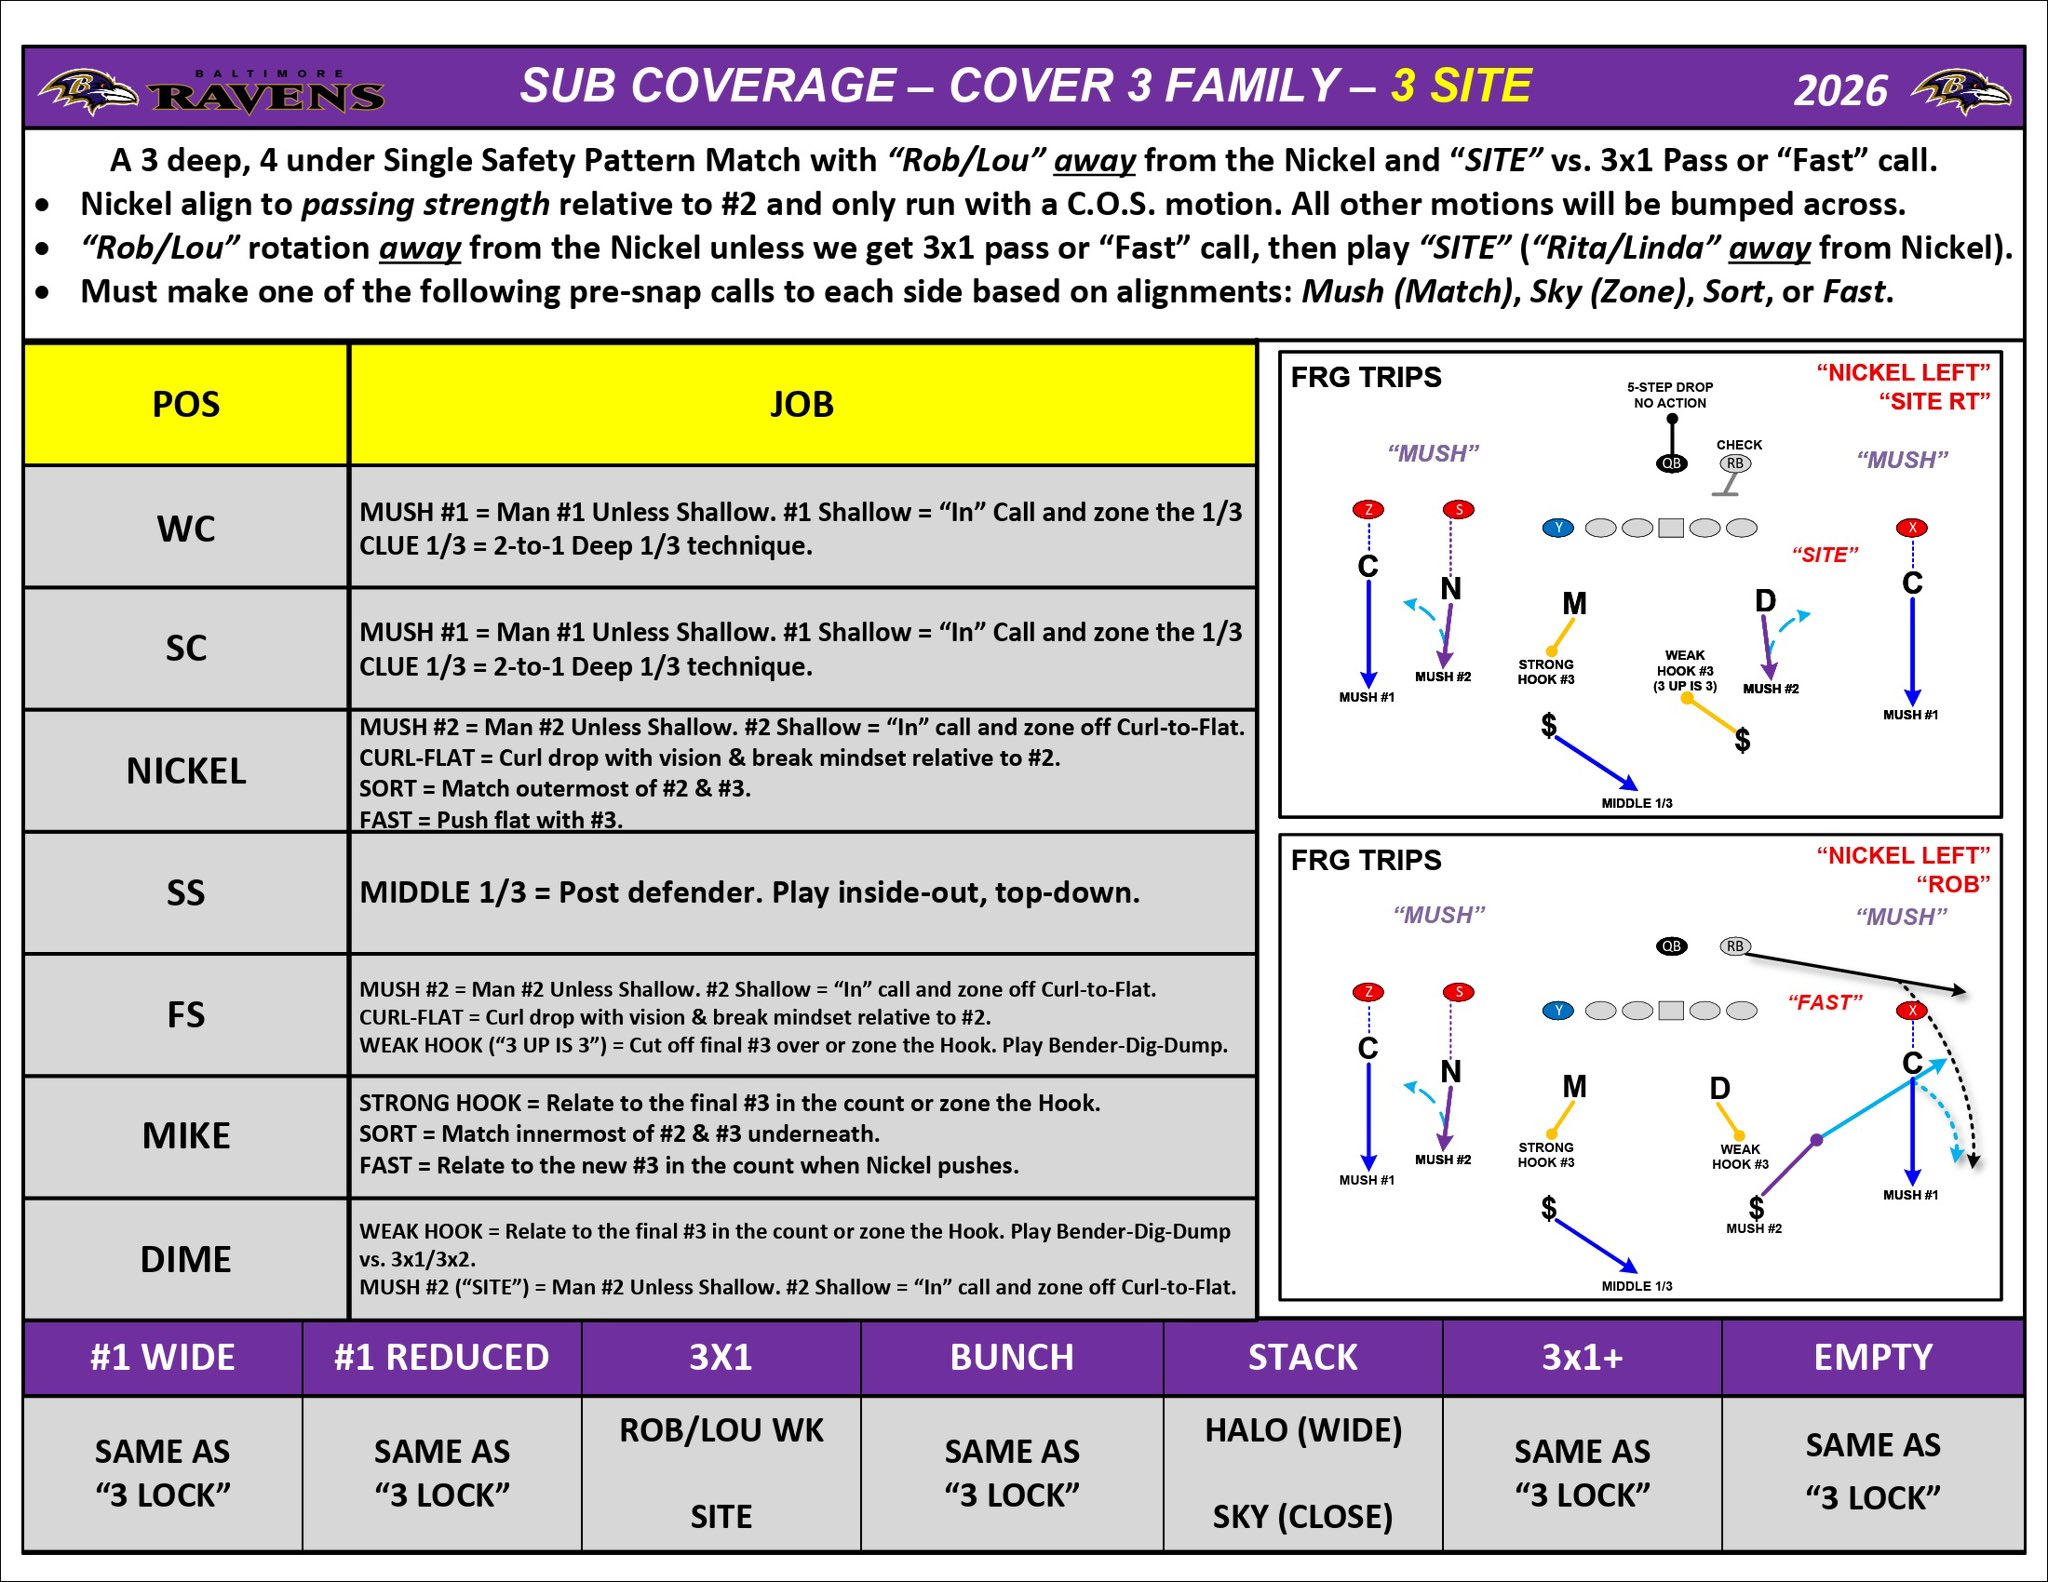 BALTIMORE
RAVENS
SUB COVERAGE – COVER 3 FAMILY – 3 SITE
2026
A 3 deep, 4 under Single Safety Pattern Match with “Rob/Lou” away from the Nickel and “SITE” vs. 3x1 Pass or “Fast” call.
• Nickel align to passing strength relative to #2 and only run with a C.O.S. motion. All other motions will be bumped across.
• “Rob/Lou” rotation away from the Nickel unless we get 3x1 pass or “Fast” call, then play “SITE” (“Rita/Linda” away from Nickel).
• Must make one of the following pre-snap calls to each side based on alignments: Mush (Match), Sky (Zone), Sort, or Fast.
POS
JOB
WC
MUSH #1 = Man #1 Unless Shallow. #1 Shallow = “In” Call and zone the 1/3
CLUE 1/3 = 2-to-1 Deep 1/3 technique.
SC
MUSH #1 = Man #1 Unless Shallow. #1 Shallow = “In” Call and zone the 1/3
CLUE 1/3 = 2-to-1 Deep 1/3 technique.
NICKEL
MUSH #2 = Man #2 Unless Shallow. #2 Shallow = “In” call and zone off Curl-to-Flat.
CURL-FLAT = Curl drop with vision & break mindset relative to #2.
SORT = Match outermost of #2 & #3.
FAST = Push flat with #3.
SS
MIDDLE 1/3 = Post defender. Play inside-out, top-down.
FS
MUSH #2 = Man #2 Unless Shallow. #2 Shallow = “In” call and zone off Curl-to-Flat.
CURL-FLAT = Curl drop with vision & break mindset relative to #2.
WEAK HOOK (“3 UP IS 3”) = Cut off final #3 over or zone the Hook. Play Bender-Dig-Dump.
MIKE
STRONG HOOK = Relate to the final #3 in the count or zone the Hook.
SORT = Match innermost of #2 & #3 underneath.
FAST = Relate to the new #3 in the count when Nickel pushes.
DIME
WEAK HOOK = Relate to the final #3 in the count or zone the Hook. Play Bender-Dig-Dump
vs. 3x1/3x2.
MUSH #2 (“SITE”) = Man #2 Unless Shallow. #2 Shallow = “In” call and zone off Curl-to-Flat.
FRG TRIPS
“NICKEL LEFT”
“SITE RT”
5-STEP DROP
NO ACTION
“MUSH”
CHECK
“MUSH”
QB
RB
Z
S
Y
X
“SITE”
C
N
M
D
C
STRONG
HOOK #3
WEAK
HOOK #3
(3 UP IS 3)
MUSH #2
MUSH #2
MUSH #1
MUSH #1
$
$
MIDDLE 1/3
FRG TRIPS
“NICKEL LEFT”
“ROB”
“MUSH”
“MUSH”
QB
RB
Z
S
Y
X
“FAST”
C
N
M
D
C
STRONG
HOOK #3
WEAK
HOOK #3
MUSH #2
MUSH #1
MUSH #1
$
$
MUSH #2
MIDDLE 1/3
#1 WIDE
#1 REDUCED
3X1
BUNCH
STACK
3x1+
EMPTY
SAME AS
“3 LOCK”
SAME AS
“3 LOCK”
ROB/LOU WK
SITE
SAME AS
“3 LOCK”
HALO (WIDE)
SKY (CLOSE)
SAME AS
“3 LOCK”
SAME AS
“3 LOCK”